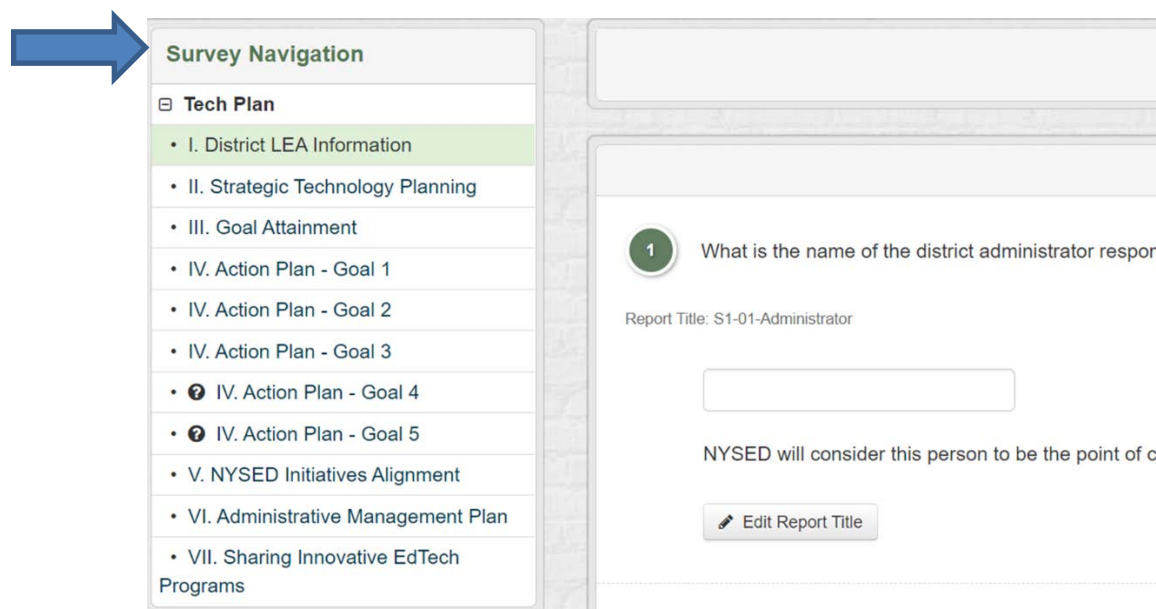 Survey Navigation
Tech Plan
• I. District LEA Information
• II. Strategic Technology Planning
• III. Goal Attainment
• IV. Action Plan - Goal 1
• IV. Action Plan - Goal 2
• IV. Action Plan - Goal 3
• IV. Action Plan - Goal 4
• IV. Action Plan - Goal 5
• V. NYSED Initiatives Alignment
• VI. Administrative Management Plan
• VII. Sharing Innovative EdTech
Programs
1 What is the name of the district administrator
Report Title: S1-01-Administrator
NYSED will consider this person to be the point of
Edit Report Title